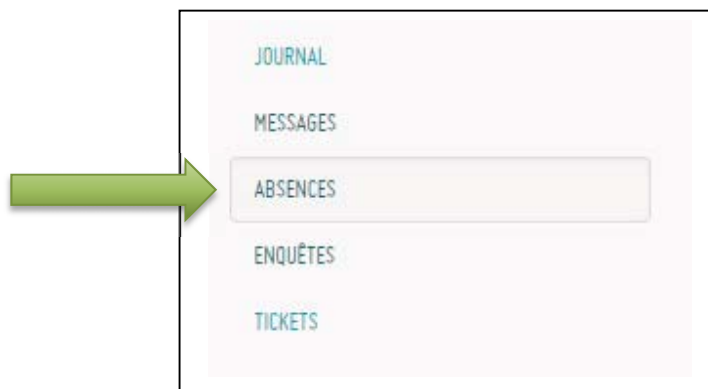 JOURNAL
MESSAGES
ABSENCES
ENQUÊTES
TICKETS